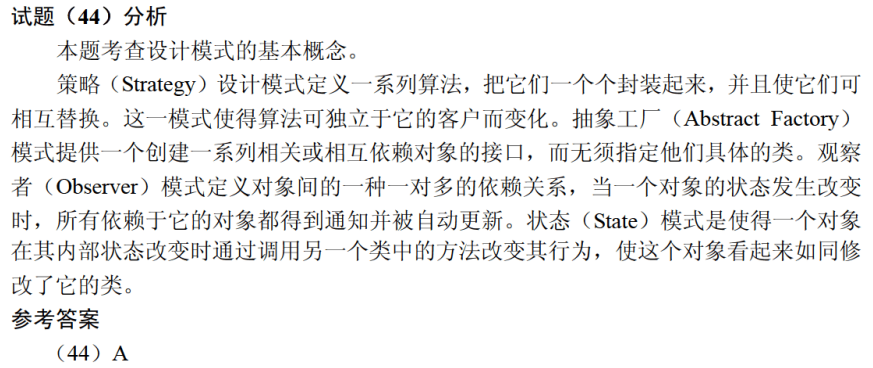 试题（44）分析
本题考查设计模式的基本概念。
策略（Strategy）设计模式定义一系列算法，把它们一个个封装起来，并且使它们可
相互替换。这一模式使得算法可独立于它的客户而变化。抽象工厂（Abstract Factory）
模式提供一个创建一系列相关或相互依赖对象的接口，而无须指定他们具体的类。观察
者（Observer）模式定义对象间的一种一对多的依赖关系，当一个对象的状态发生改变
时，所有依赖于它的对象都得到通知并被自动更新。状态（State）模式是使得一个对象
在其内部状态改变时通过调用另一个类中的方法改变其行为，使这个对象看起来如同修
改了它的类。
参考答案
（44）A